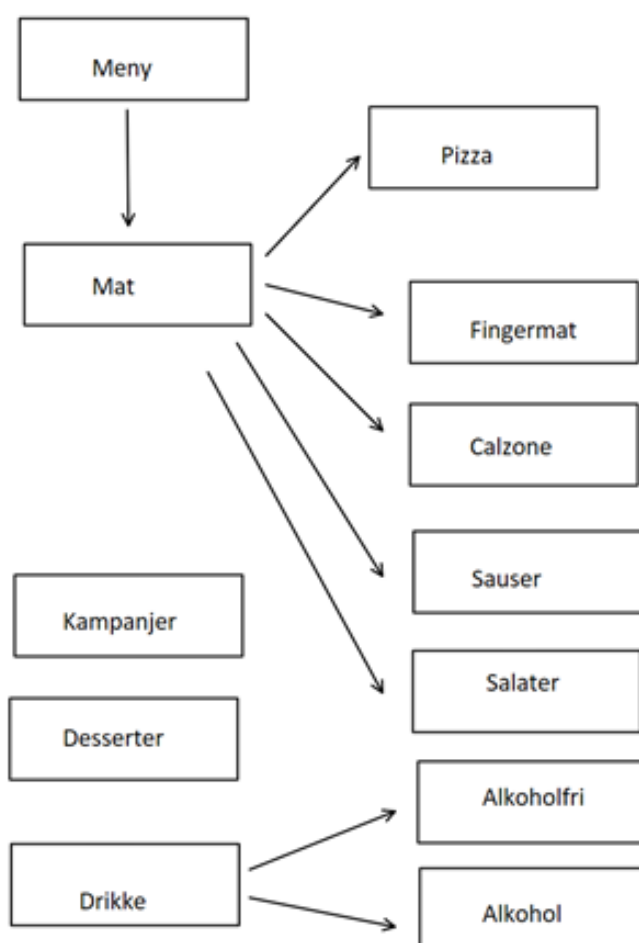 Meny
Pizza
Mat
Fingermat
Calzone
Sauser
Kampanjer
Salater
Desserter
Alkoholfri
Drikke
Alkohol